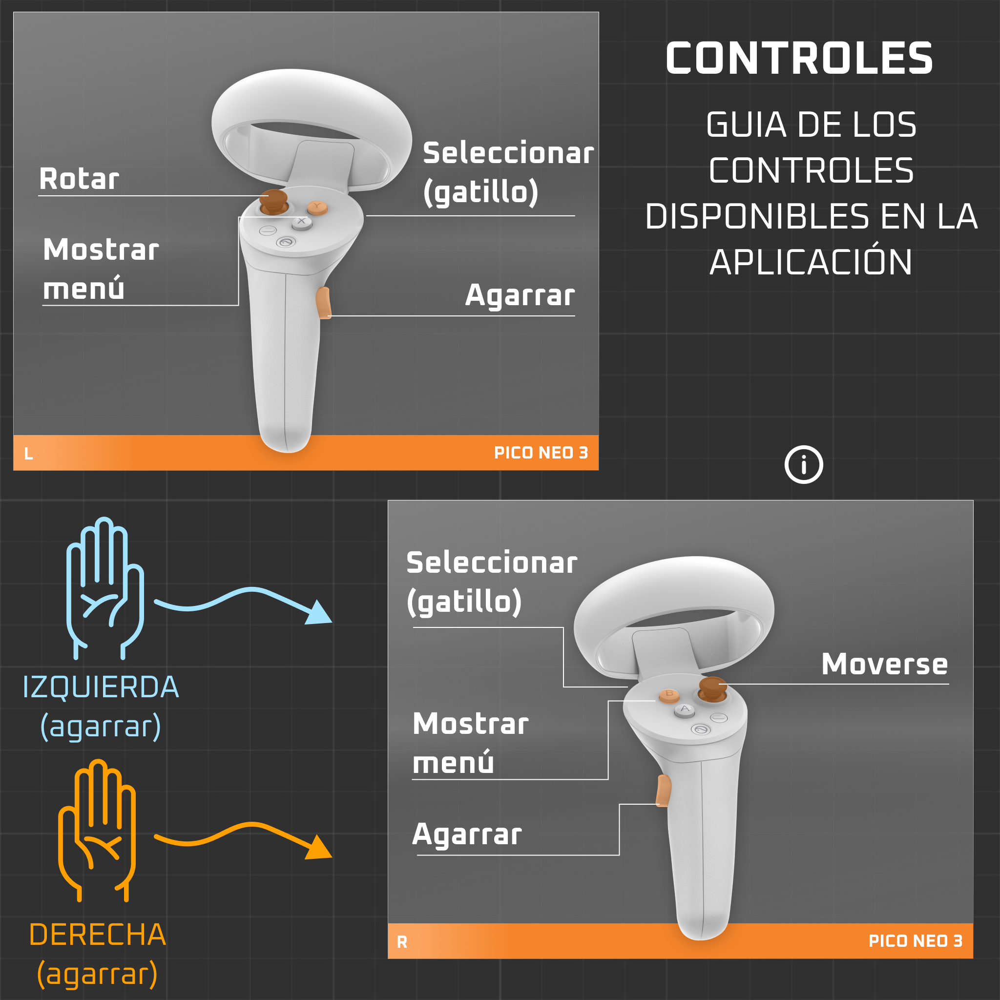 CONTROLES
GUIA DE LOS
CONTROLES
DISPONIBLES EN LA
APLICACIÓN
Rotar
Mostrar
menú
Seleccionar
(gatillo)
Agarrar
Y
X
L
PICO NEO 3
IZQUIERDA
(agarrar)
DERECHA
(agarrar)
Seleccionar
(gatillo)
Mostrar
menú
Agarrar
Moverse
B
A
R
PICO NEO 3